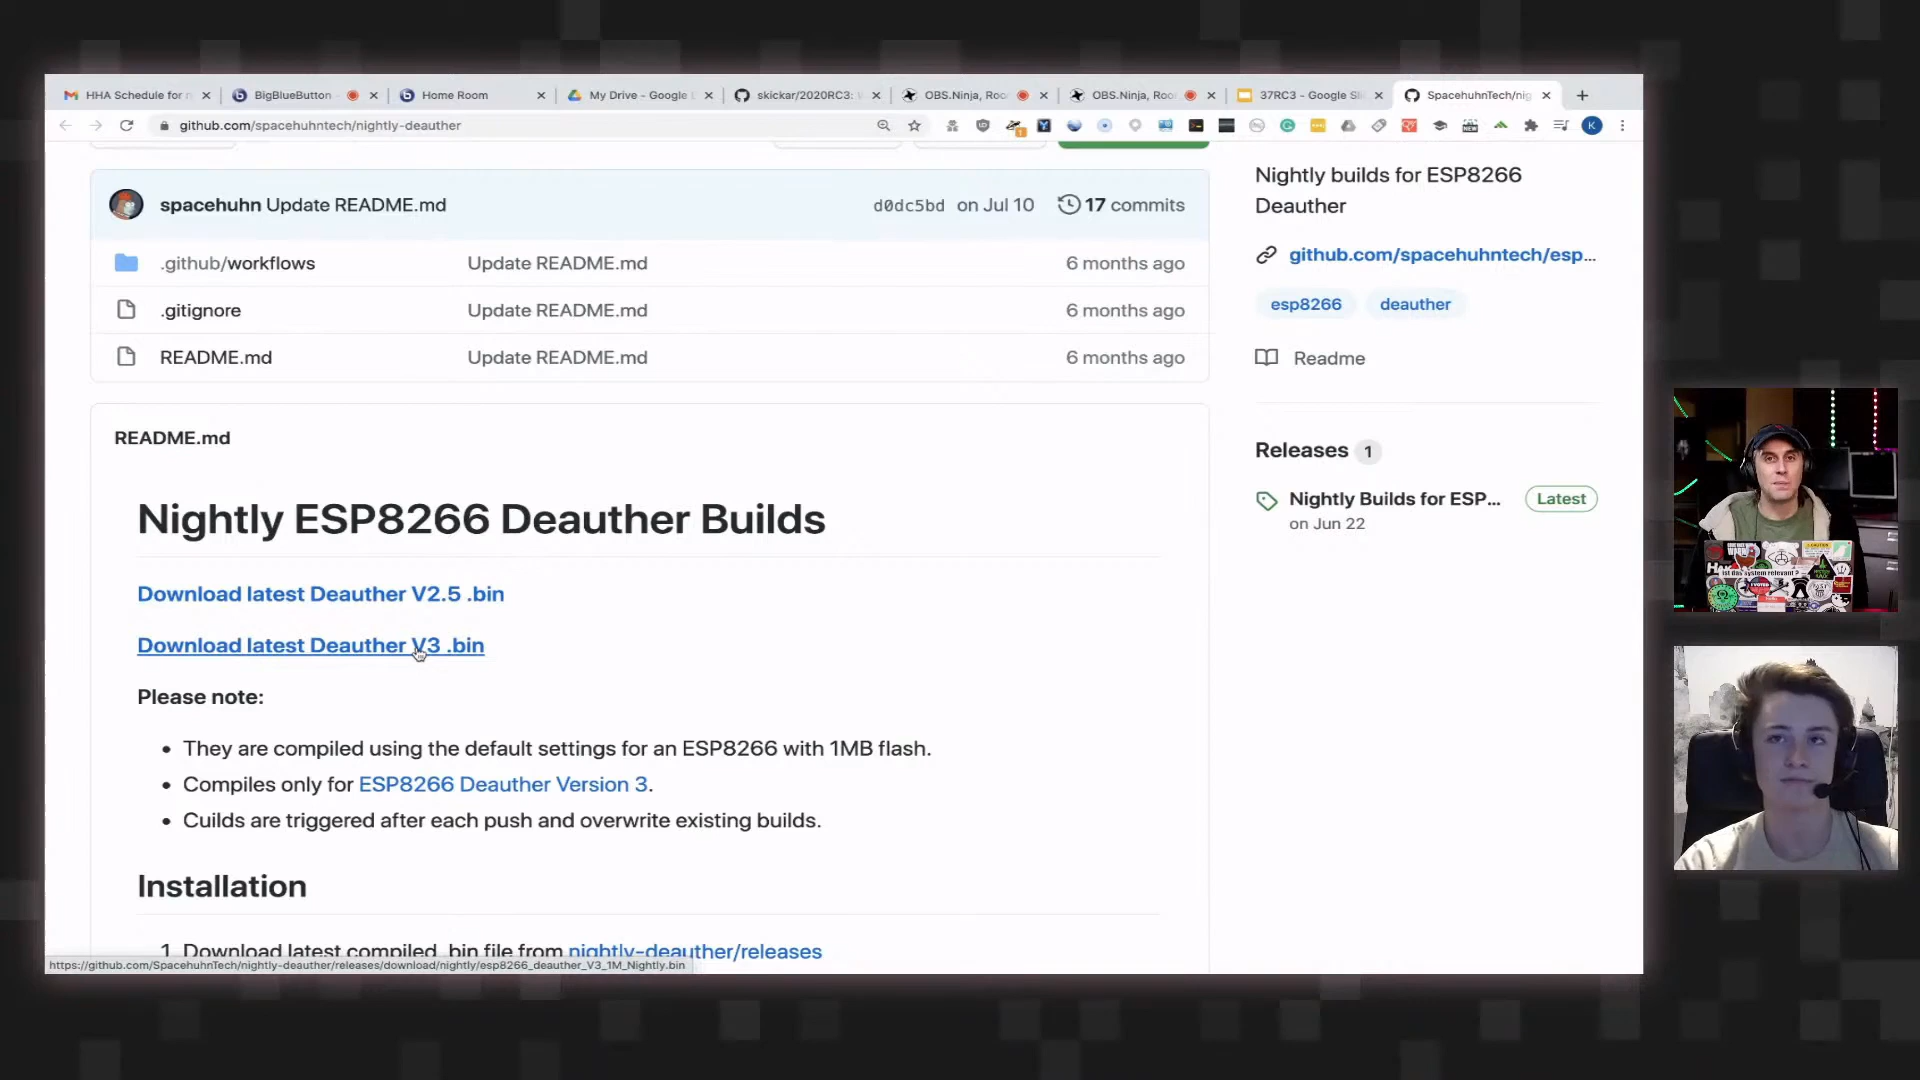 HHA Schedule for
BigBlueButton
Home Room
My Drive - Google
skickar/2020RC3:
OBS.Ninja, Roo
OBS.Ninja, Roo
37RC3 - Google Sli
SpacehuhnTech/nig
github.com/spacehuhntech/nightly-deauther
K
spacehuhn Update README.md d0dc5bd on Jul 10 17 commits
.github/workflows Update README.md 6 months ago
.gitignore Update README.md 6 months ago
README.md Update README.md 6 months ago
README.md
Nightly ESP8266 Deauther Builds
Download latest Deauther V2.5 .bin
Download latest Deauther V3 .bin
Please note:
• They are compiled using the default settings for an ESP8266 with 1MB flash.
• Compiles only for ESP8266 Deauther Version 3.
• Cuilds are triggered after each push and overwrite existing builds.
Installation
1. Download latest compiled .bin file from nightly-deauther/releases
https://github.com/SpacehuhnTech/nightly-deauther/releases/download/nightly/esp8266_deauther_V3_1M_Nightly.bin
Nightly builds for ESP8266
Deauther
github.com/spacehuhntech/esp...
esp8266 deauther
Readme
Releases 1
Nightly Builds for ESP... Latest
on Jun 22
ist das system relevant?